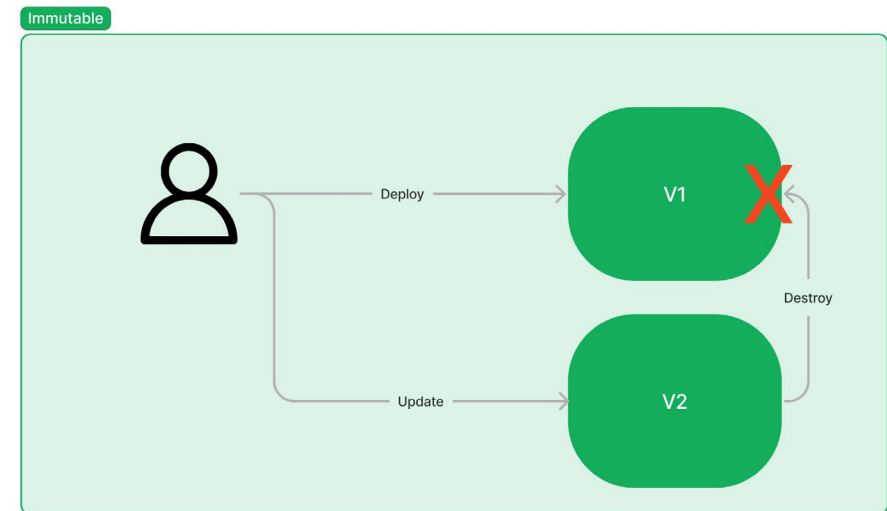 Immutable
Deploy
V1
X
Destroy
Update
V2